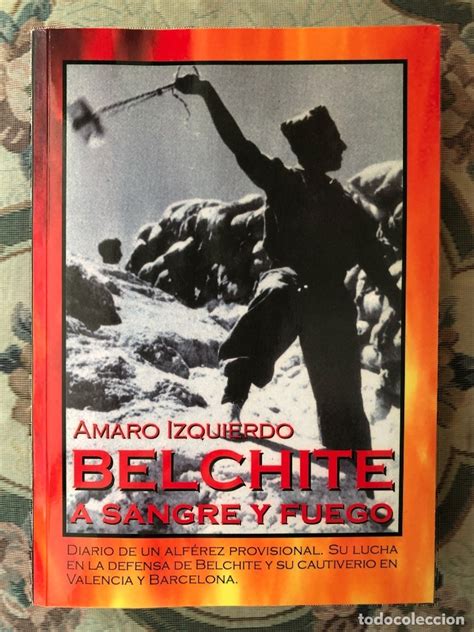 AMARO IZQUIERDO
BELCHITE
A SANGRE Y FUEGO
DIARIO DE UN ALFÉREZ PROVISIONAL. SU LUCHA
EN LA DEFENSA DE BELCHITE Y SU CAUTIVERIO EN
VALENCIA Y BARCELONA.
todocoleccion